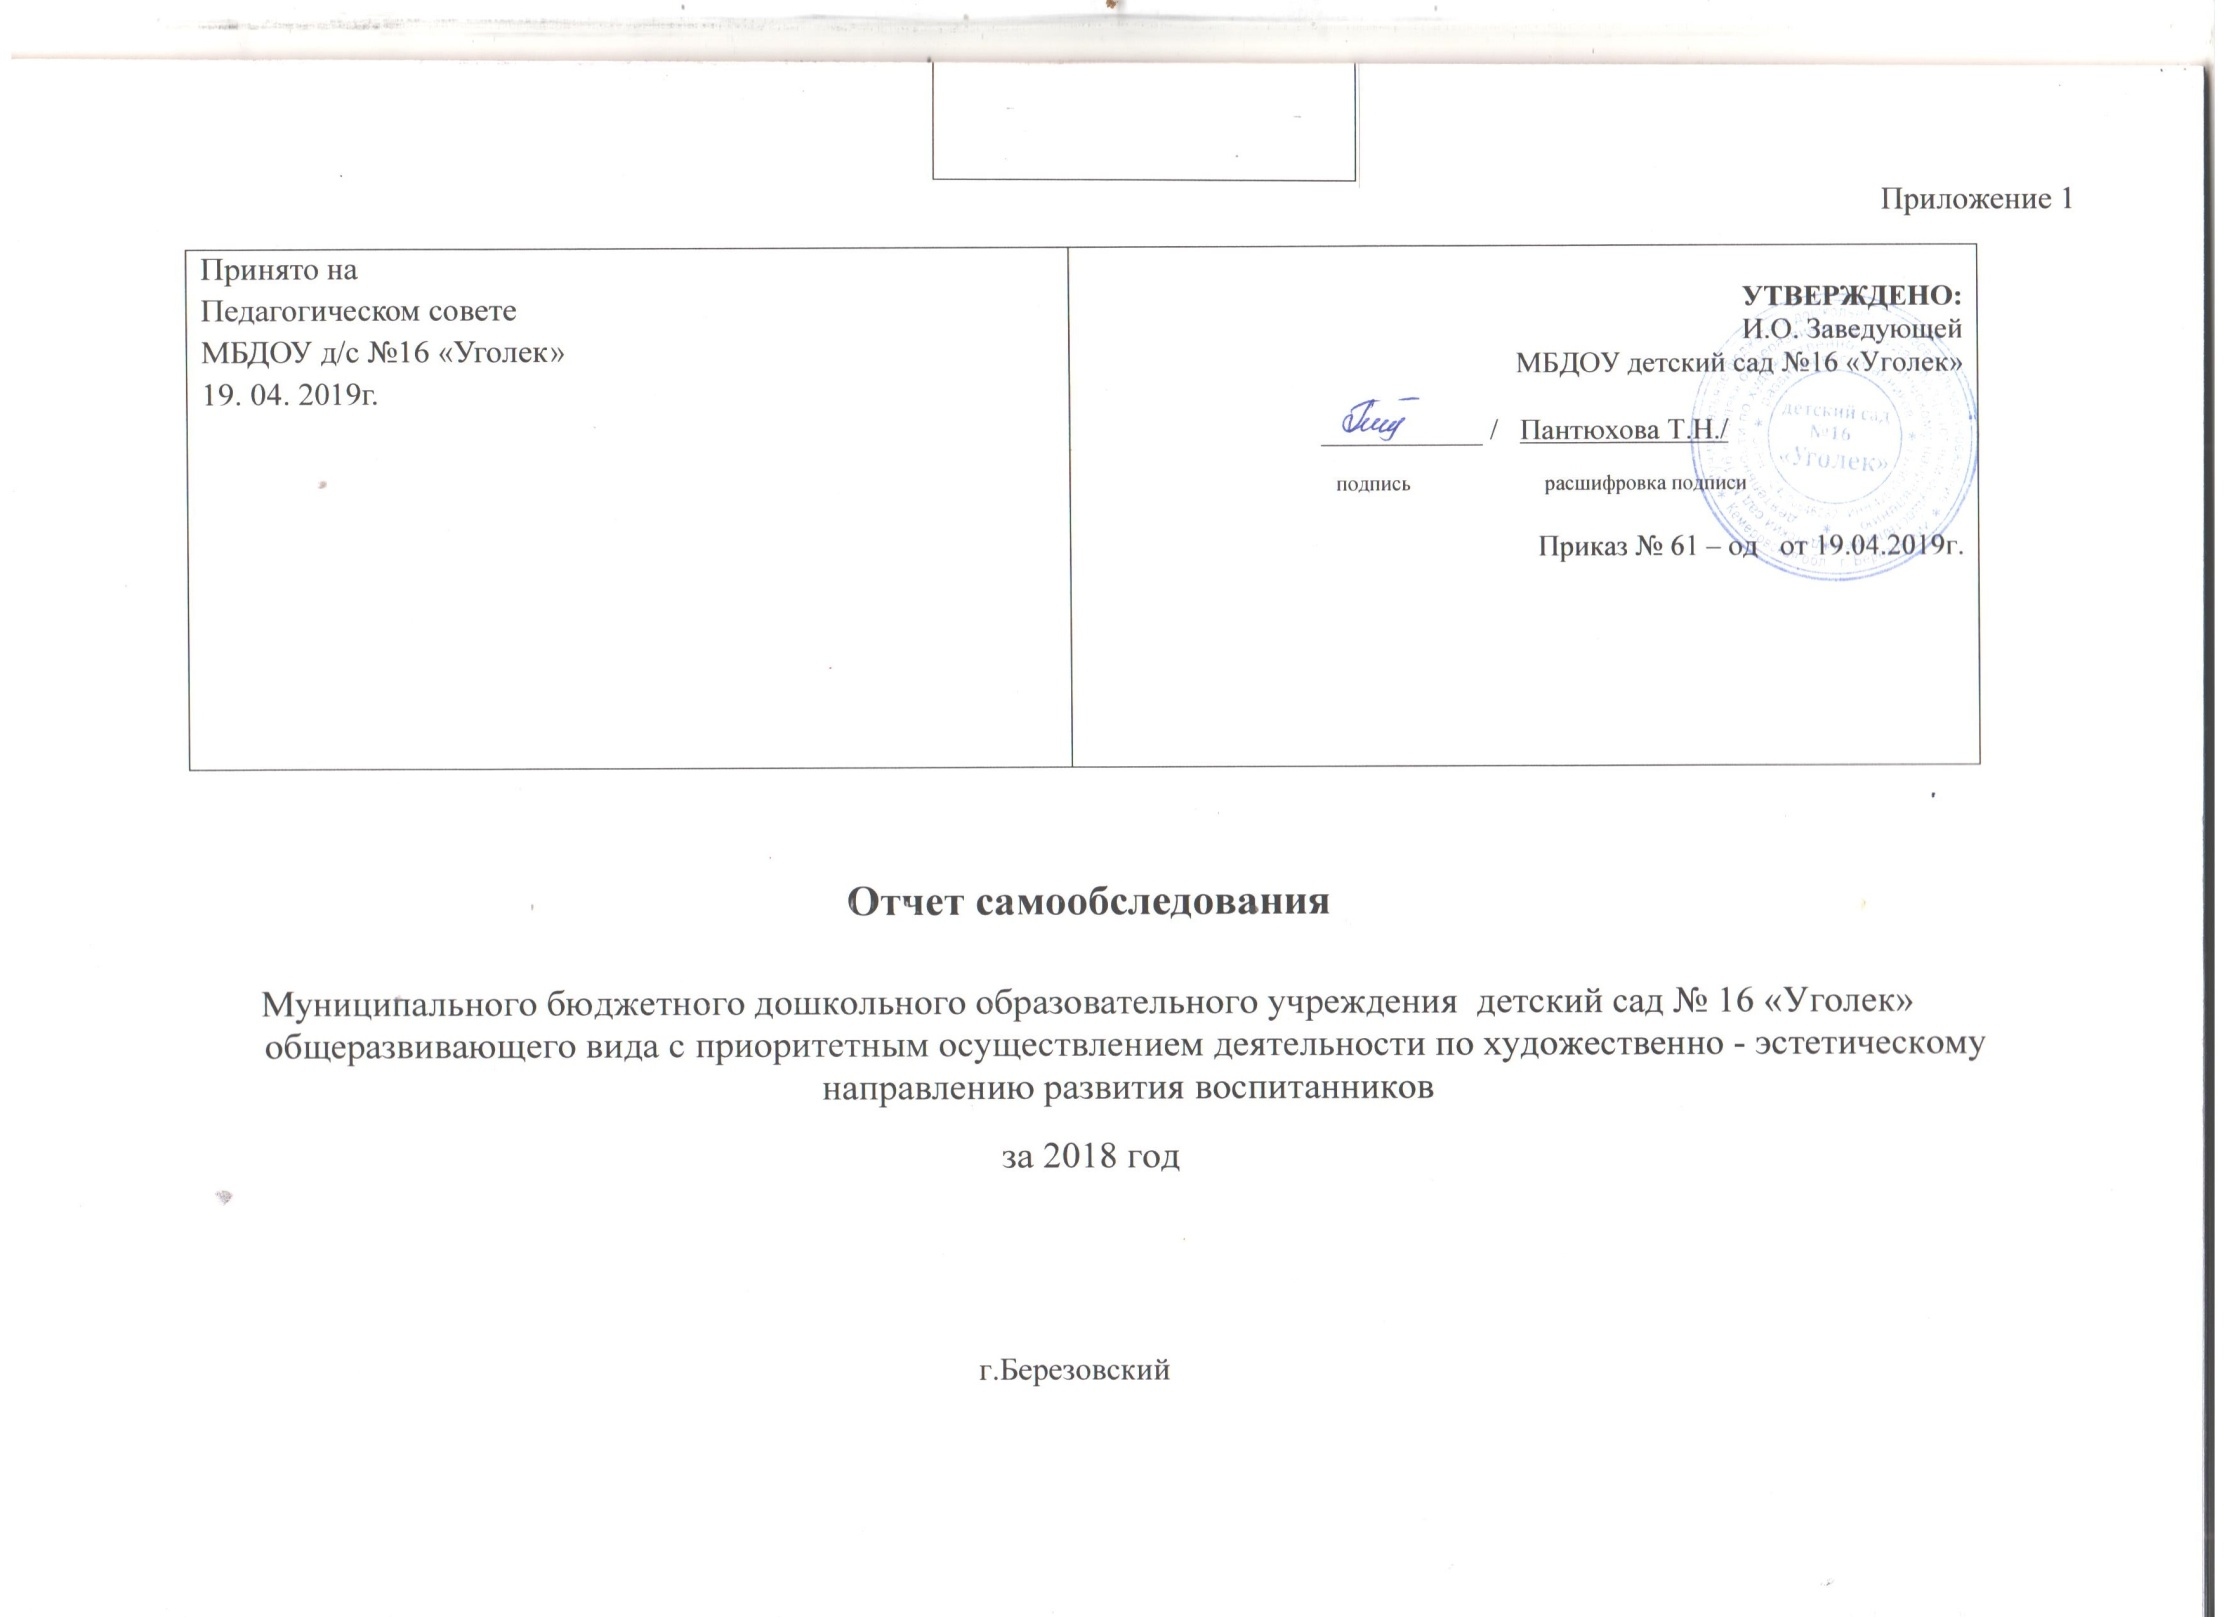 Приложение 1
Принято на
Педагогическом совете
МБДОУ д/с №16 «Уголек»
19. 04. 2019г.
УТВЕРЖДЕНО:
И.О. Заведующей
МБДОУ детский сад №16 «Уголек»
/ Пантюхова Т.Н./
подпись расшифровка подписи
Приказ № 61 – од от 19.04.2019г.
детский сад
№16
«Уголек»
Отчет самообследования
Муниципального бюджетного дошкольного образовательного учреждения детский сад № 16 «Уголек»
общеразвивающего вида с приоритетным осуществлением деятельности по художественно - эстетическому
направлению развития воспитанников
за 2018 год
г.Березовский